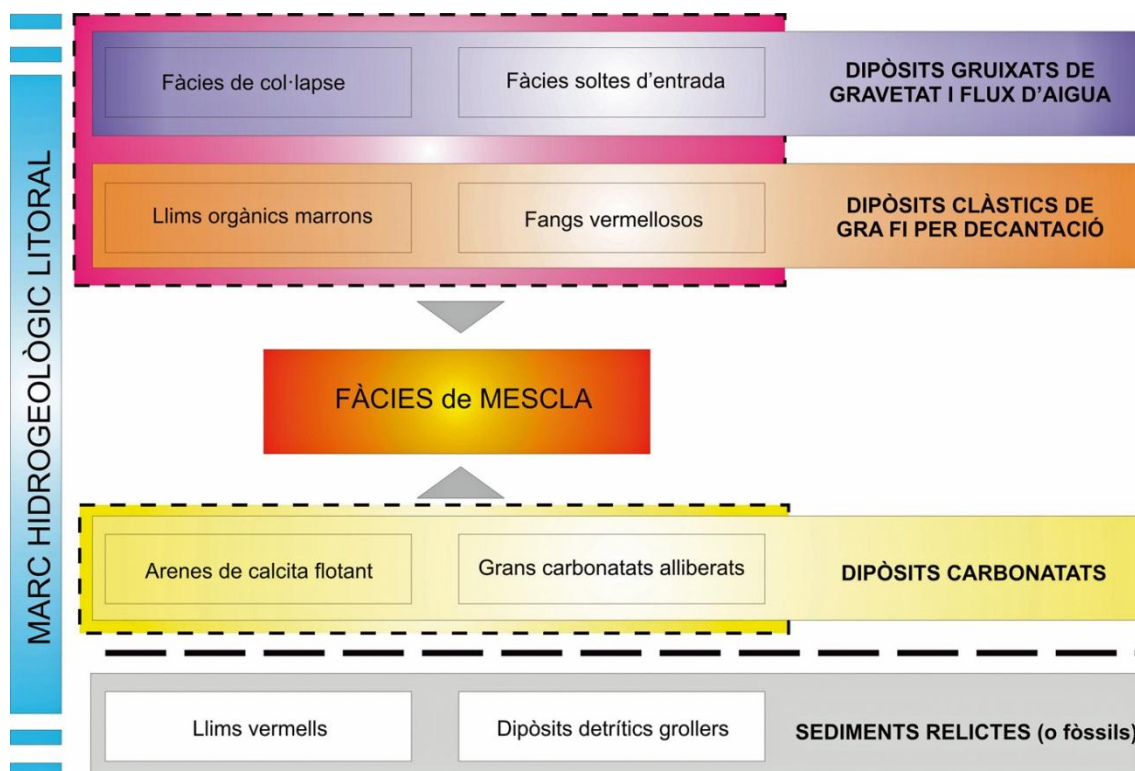 MARC HIDROGEOLÒGIC LITORAL
Fàcies de col·lapse
Fàcies soltes d'entrada
DIPÒSITS GRUIXATS DE
GRAVETAT I FLUX D'AIGUA
Llims orgànics marrons
Fangs vermellosos
DIPÒSITS CLÀSTICS DE
GRA FI PER DECANTACIÓ
FÀCIES de MESCLA
Arenes de calcita flotant
Grans carbonatats alliberats
DIPÒSITS CARBONATATS
Llims vermells
Dipòsits detrítics grollers
SEDIMENTS RELICTES (o fòssils)